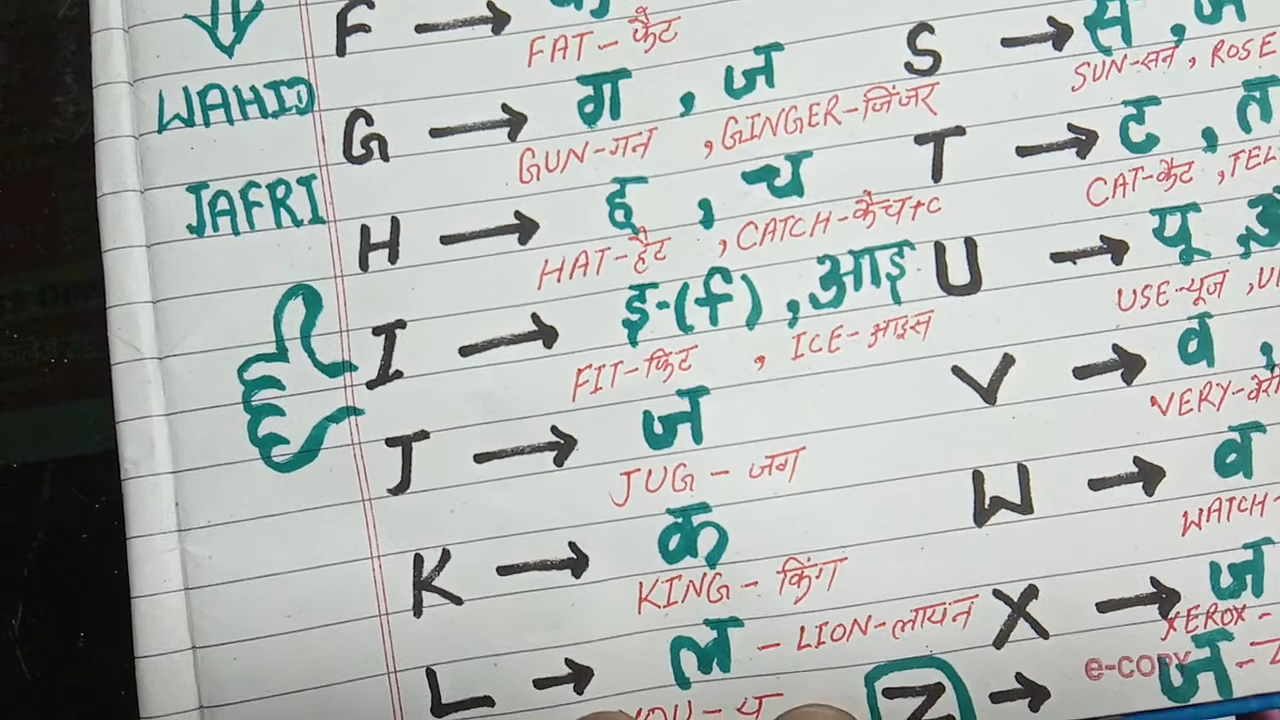 WAHID
JAFRI
F →
FAT - फैट
G → ग , ज
GUN-गन , GINGER-जिंजर
H → ह , च
HAT-हैट , CATCH-कैच+c
I → इ-(f) , आइ
FIT-फिट , ICE-आइस
J → ज
JUG - जग
K → क
KING - किंग
L → ल - LION-लायन
S → स , ज
SUN-सन , ROSE
T → ट , त
CAT-कैट , TEL
U → यू ,
USE-यूज ,
V → व ,
VERY-वेरी
W → व
WATCH-
X → ज
XEROX -
e-COPY
Z → ज -
YOU - यू